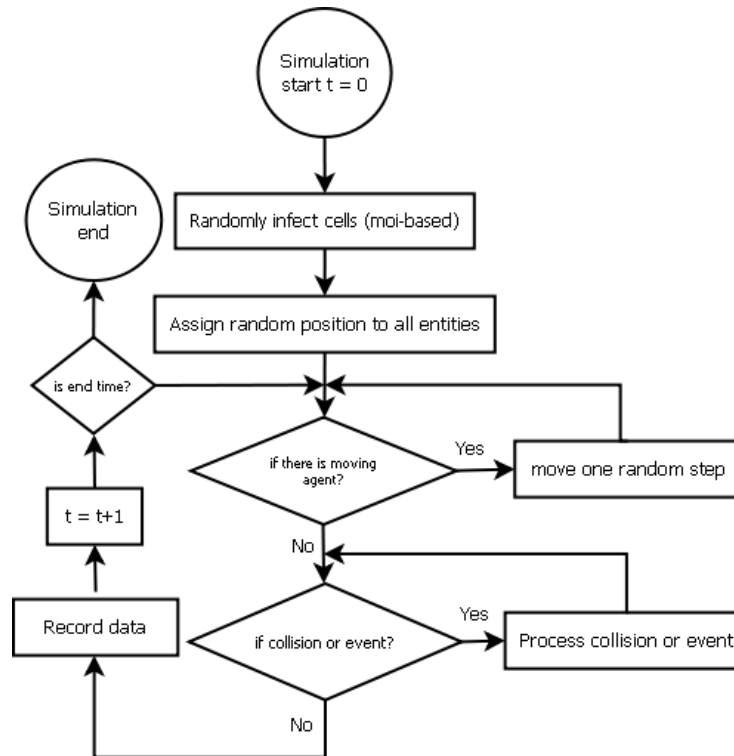 Simulation
start t = 0
Simulation
end
Randomly infect cells (moi-based)
Assign random position to all entities
is end time?
if there is moving
agent?
Yes
move one random step
t = t+1
No
Record data
if collision or event?
Yes
Process collision or event
No